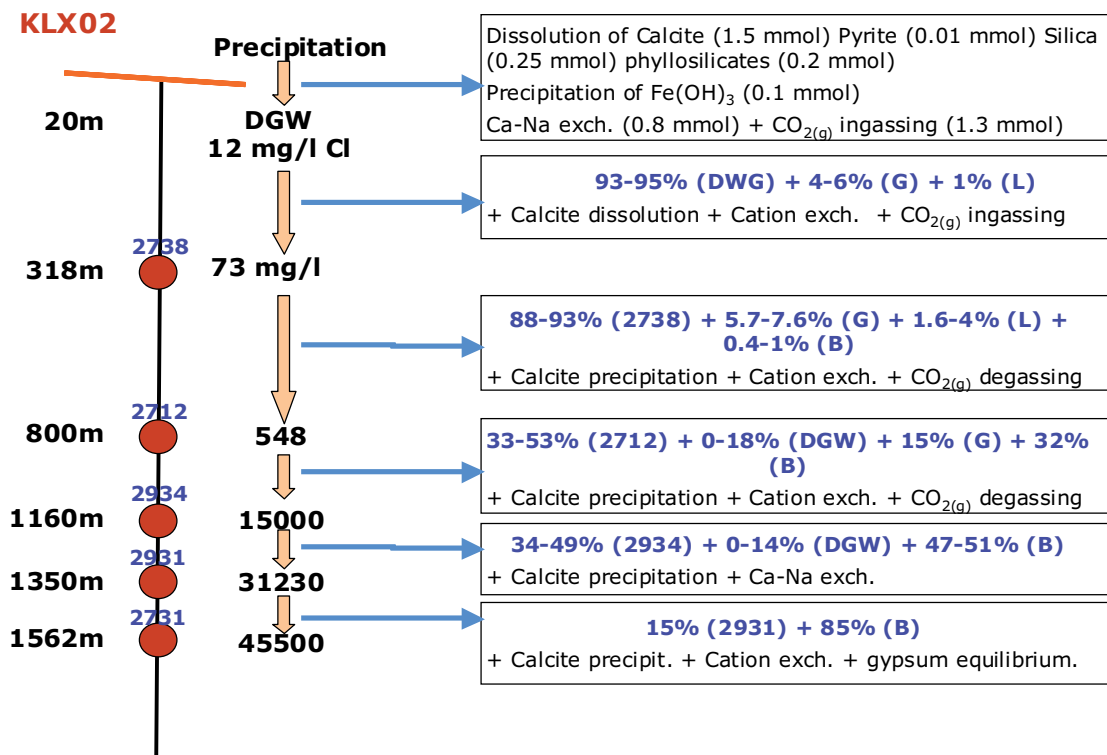 KLX02
Precipitation
Dissolution of Calcite (1.5 mmol) Pyrite (0.01 mmol) Silica
(0.25 mmol) phyllosilicates (0.2 mmol)
Precipitation of Fe(OH)3 (0.1 mmol)
Ca-Na exch. (0.8 mmol) + CO2(g) ingassing (1.3 mmol)
20m
DGW
12 mg/l Cl
93-95% (DWG) + 4-6% (G) + 1% (L)
+ Calcite dissolution + Cation exch. + CO2(g) ingassing
2738
318m
73 mg/l
88-93% (2738) + 5.7-7.6% (G) + 1.6-4% (L) +
0.4-1% (B)
+ Calcite precipitation + Cation exch. + CO2(g) degassing
2712
800m
548
33-53% (2712) + 0-18% (DGW) + 15% (G) + 32%
(B)
+ Calcite precipitation + Cation exch. + CO2(g) degassing
2934
1160m
15000
34-49% (2934) + 0-14% (DGW) + 47-51% (B)
+ Calcite precipitation + Ca-Na exch.
2931
1350m
31230
2731
1562m
45500
15% (2931) + 85% (B)
+ Calcite precipit. + Cation exch. + gypsum equilibrium.